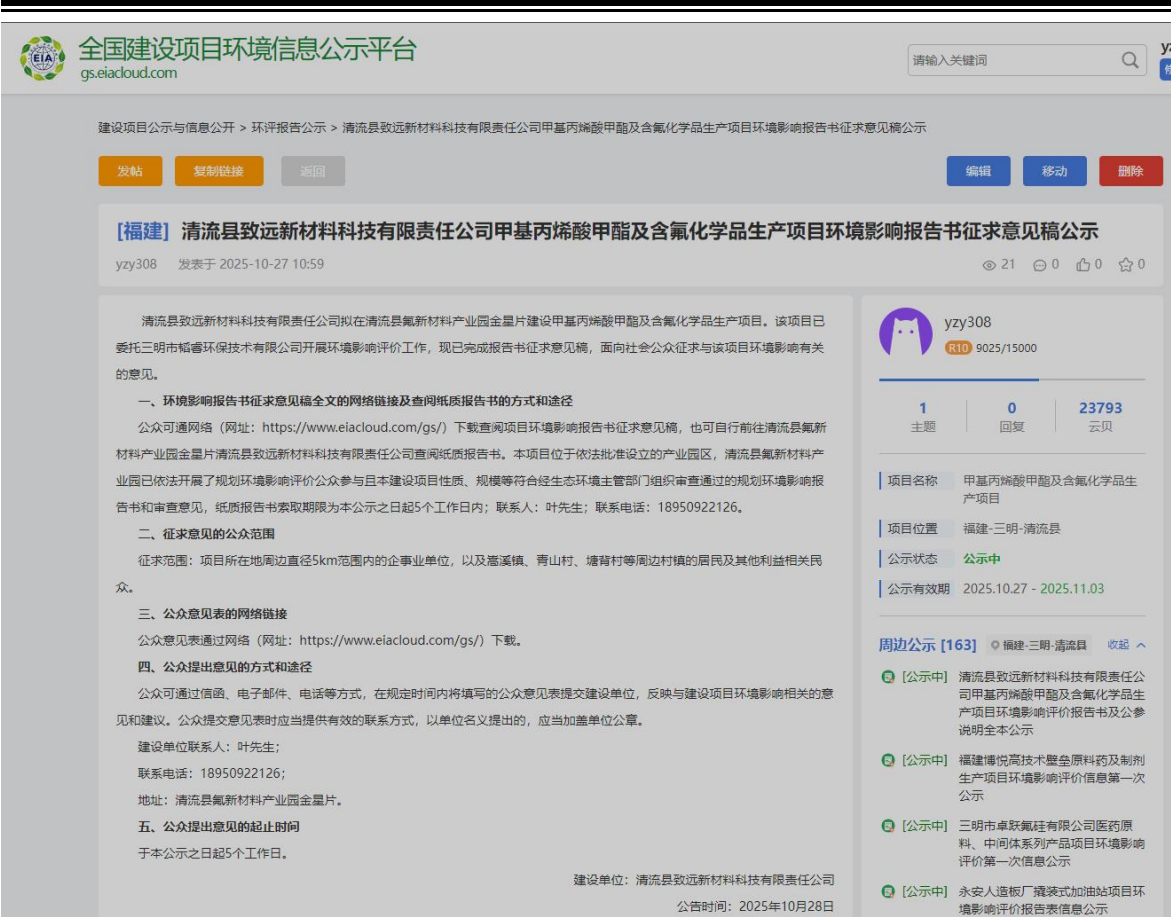 EIA
全国建设项目环境信息公示平台
gs.eiacloud.com
请输入关键词
建设项目公示与信息公开 > 环评报告公示 > 清流县致远新材料科技有限责任公司甲基丙烯酸甲酯及含氟化学品生产项目环境影响报告书征求意见稿公示
发帖 复制链接 返回 编辑 移动 删除
[福建] 清流县致远新材料科技有限责任公司甲基丙烯酸甲酯及含氟化学品生产项目环境影响报告书征求意见稿公示
yzy308 发表于 2025-10-27 10:59 21 0 0 0
清流县致远新材料科技有限责任公司拟在清流县氟新材料产业园金星片建设甲基丙烯酸甲酯及含氟化学品生产项目。该项目已
委托三明市韬睿环保技术有限公司开展环境影响评价工作，现已完成报告书征求意见稿，面向社会公众征求与该项目环境影响有关
的意见。
一、环境影响报告书征求意见稿全文的网络链接及查阅纸质报告书的方式和途径
公众可通网络（网址：https://www.eiacloud.com/gs/）下载查阅项目环境影响报告书征求意见稿，也可自行前往清流县氟新
材料产业园金星片清流县致远新材料科技有限责任公司查阅纸质报告书。本项目位于依法批准设立的产业园区，清流县氟新材料产
业园已依法开展了规划环境影响评价公众参与且本建设项目性质、规模等符合经生态环境主管部门组织审查通过的规划环境影响报
告书和审查意见，纸质报告书索取期限为本公示之日起5个工作日内；联系人：叶先生；联系电话：18950922126。
二、征求意见的公众范围
征求范围：项目所在地周边直径5km范围内的企事业单位，以及嵩溪镇、青山村、塘背村等周边村镇的居民及其他利益相关民
众。
三、公众意见表的网络链接
公众意见表通过网络（网址：https://www.eiacloud.com/gs/）下载。
四、公众提出意见的方式和途径
公众可通过信函、电子邮件、电话等方式，在规定时间内将填写的公众意见表提交建设单位，反映与建设项目环境影响相关的意
见和建议。公众提交意见表时应当提供有效的联系方式，以单位名义提出的，应当加盖单位公章。
建设单位联系人：叶先生；
联系电话：18950922126；
地址：清流县氟新材料产业园金星片。
五、公众提出意见的起止时间
于本公示之日起5个工作日。
建设单位：清流县致远新材料科技有限责任公司
公告时间：2025年10月28日
yzy308
R10 9025/15000
1 0 23793
主题 回复 云贝
项目名称 甲基丙烯酸甲酯及含氟化学品生
产项目
项目位置 福建-三明-清流县
公示状态 公示中
公示有效期 2025.10.27 - 2025.11.03
周边公示 [163] 福建-三明-清流县 收起
[公示中] 清流县致远新材料科技有限责任公
司甲基丙烯酸甲酯及含氟化学品生
产项目环境影响评价报告书及公参
说明全本公示
[公示中] 福建博悦高技术壁垒原料药及制剂
生产项目环境影响评价信息第一次
公示
[公示中] 三明市卓跃氟硅有限公司医药原
料、中间体系列产品项目环境影响
评价第一次信息公示
[公示中] 永安人造板厂撬装式加油站项目环
境影响评价报告表信息公示